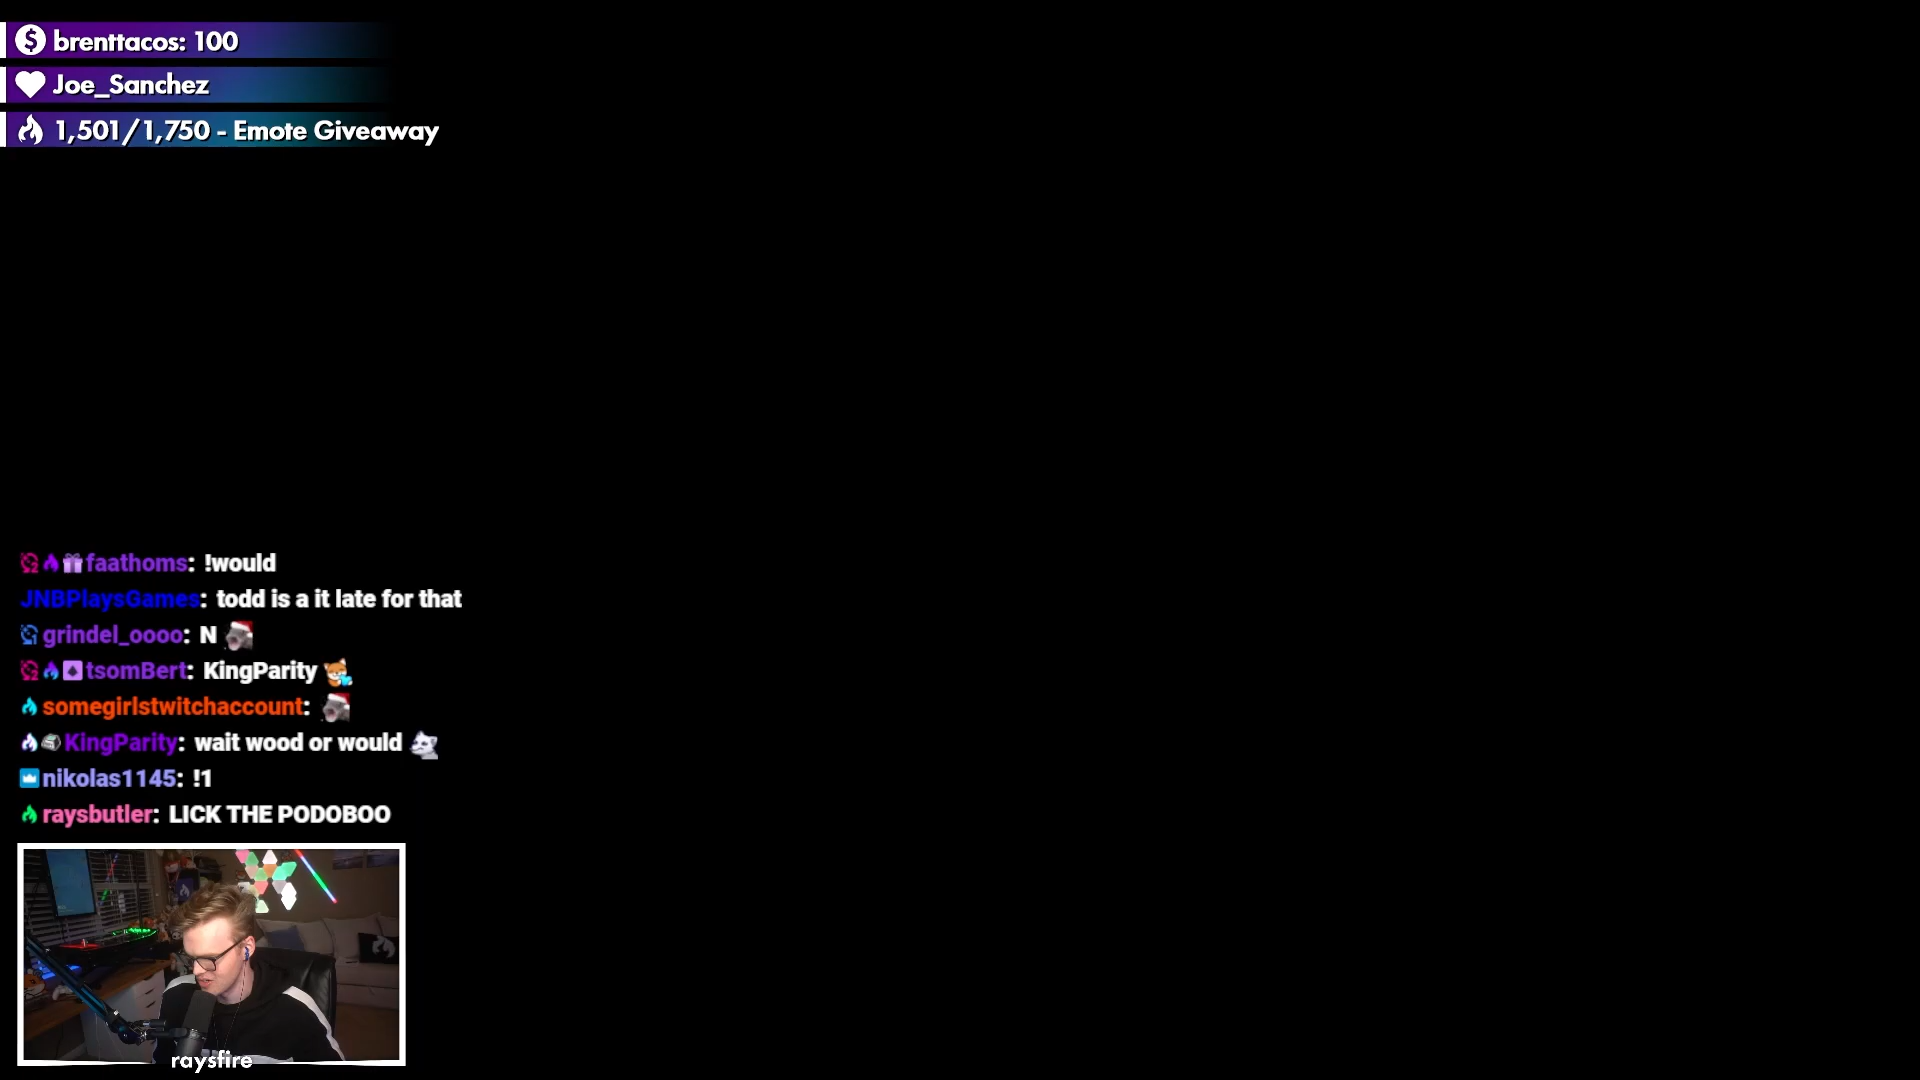 brenttacos: 100
Joe_Sanchez
1,501/1,750 - Emote Giveaway
faathoms: !would
JNBPlaysGames: todd is a it late for that
grindel_oooo: N
tsomBert: KingParity
somegirlstwitchaccount:
KingParity: wait wood or would
nikolas1145: !1
raysbutler: LICK THE PODOBOO
raysfire